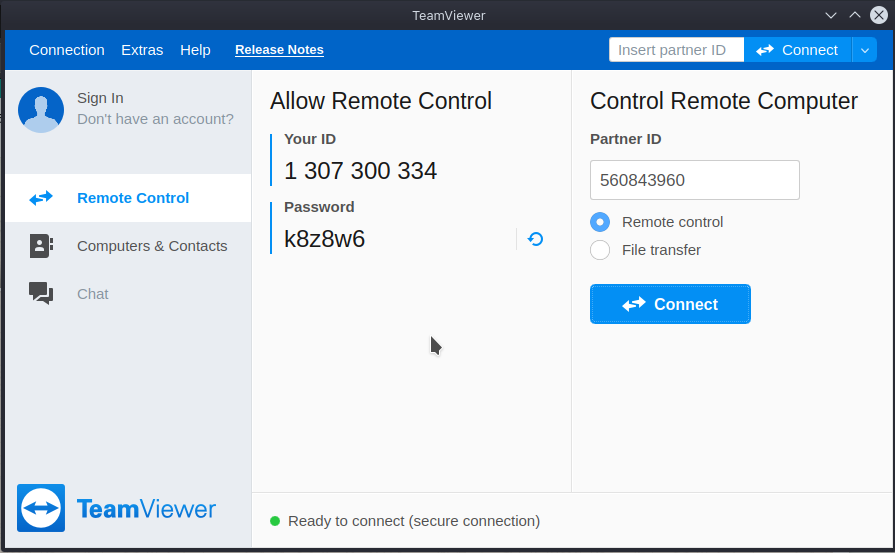 TeamViewer
Connection Extras Help Release Notes Insert partner ID Connect
Sign In
Don't have an account?
Remote Control
Computers & Contacts
Chat
TeamViewer
Allow Remote Control
Your ID
1 307 300 334
Password
k8z8w6
Control Remote Computer
Partner ID
560843960
Remote control
File transfer
Connect
Ready to connect (secure connection)